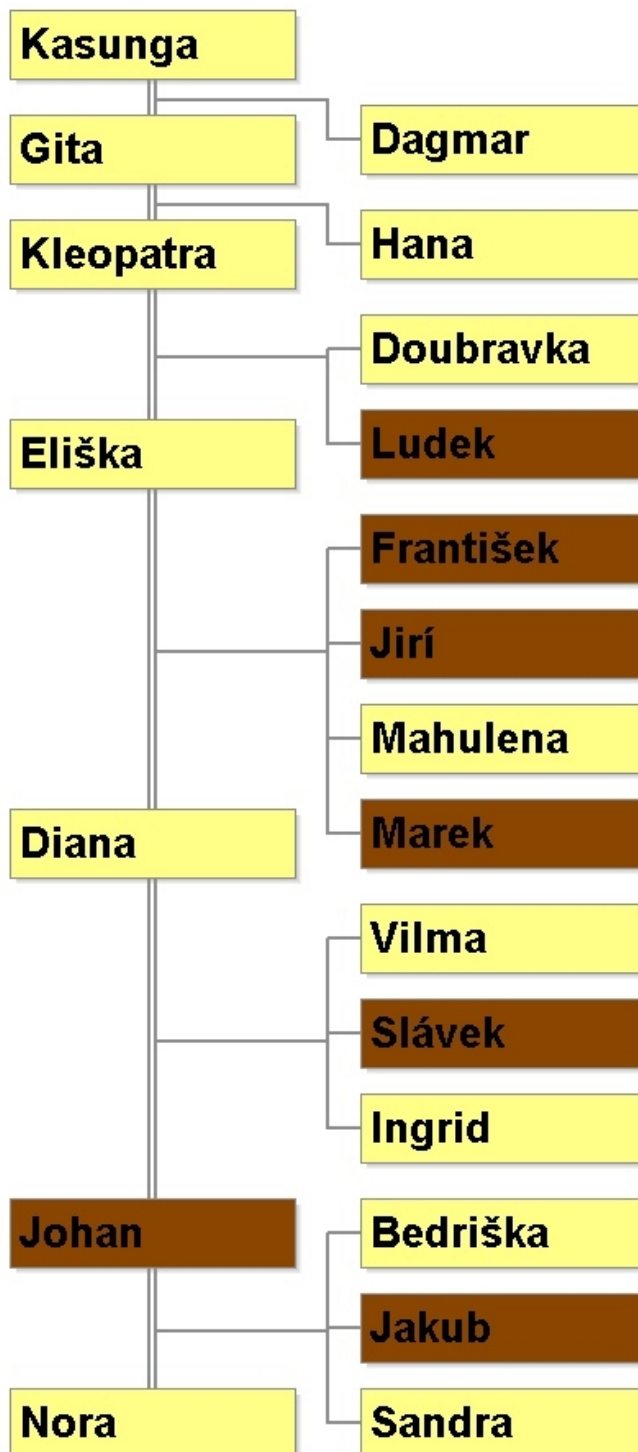 Kasunga
Dagmar
Gita
Hana
Kleopatra
Doubravka
Ludek
Eliška
František
Jirí
Mahulena
Marek
Diana
Vilma
Slávek
Ingrid
Johan
Bedriška
Jakub
Nora
Sandra